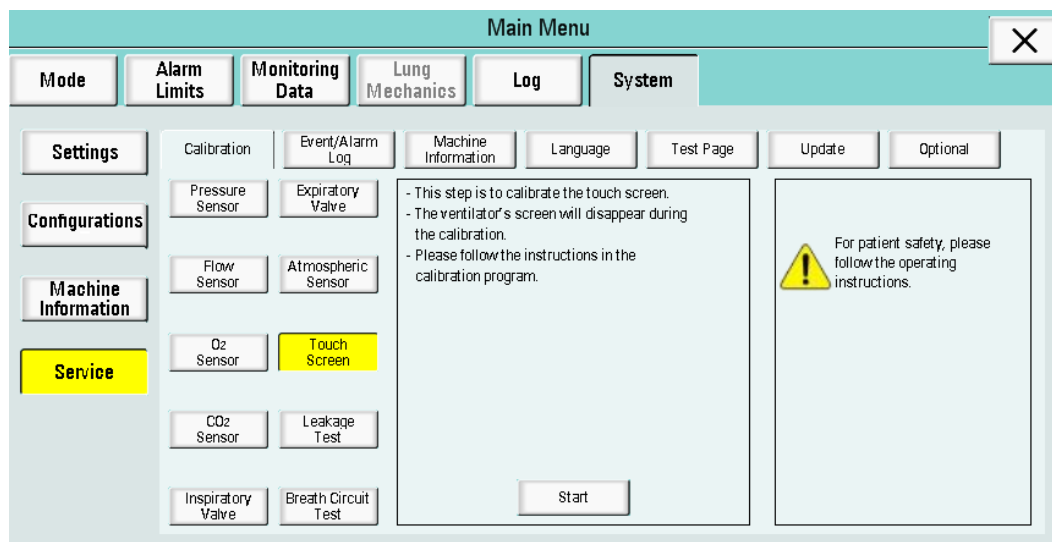 Main Menu
Mode
Alarm
Limits
Monitoring
Data
Lung
Mechanics
Log
System
Settings
Configurations
Machine
Information
Service
Calibration
Event/Alarm
Log
Machine
Information
Language
Test Page
Update
Optional
Pressure
Sensor
Expiratory
Valve
Flow
Sensor
Atmospheric
Sensor
O2
Sensor
Touch
Screen
CO2
Sensor
Leakage
Test
Inspiratory
Valve
Breath Circuit
Test
- This step is to calibrate the touch screen.
- The ventilator's screen will disappear during
the calibration.
- Please follow the instructions in the
calibration program.
Start
For patient safety, please
follow the operating
instructions.